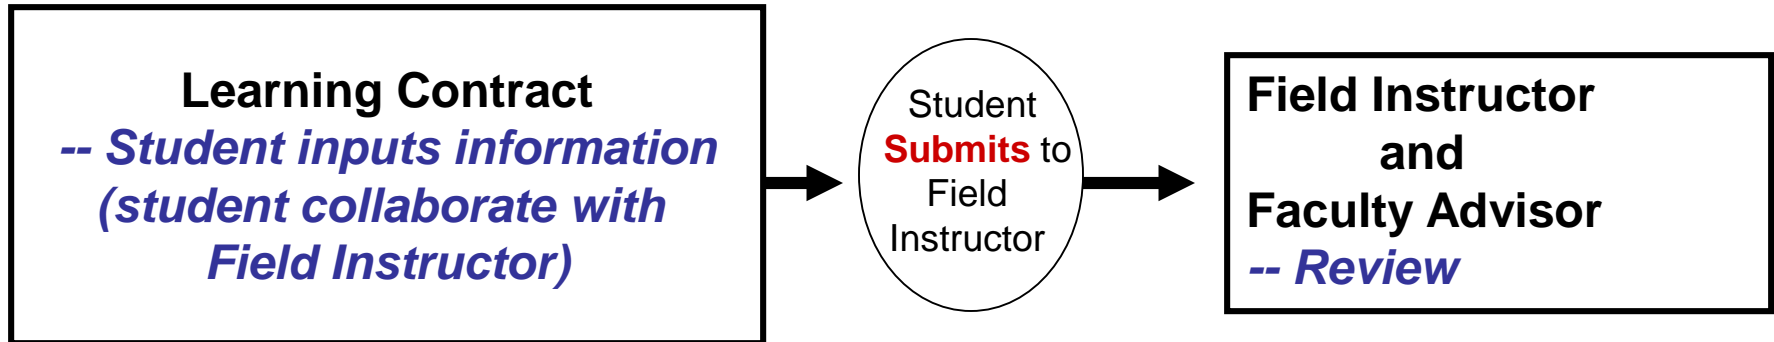 Learning Contract
-- Student inputs information
(student collaborate with
Field Instructor)
Student
Submits to
Field
Instructor
Field Instructor
and
Faculty Advisor
-- Review